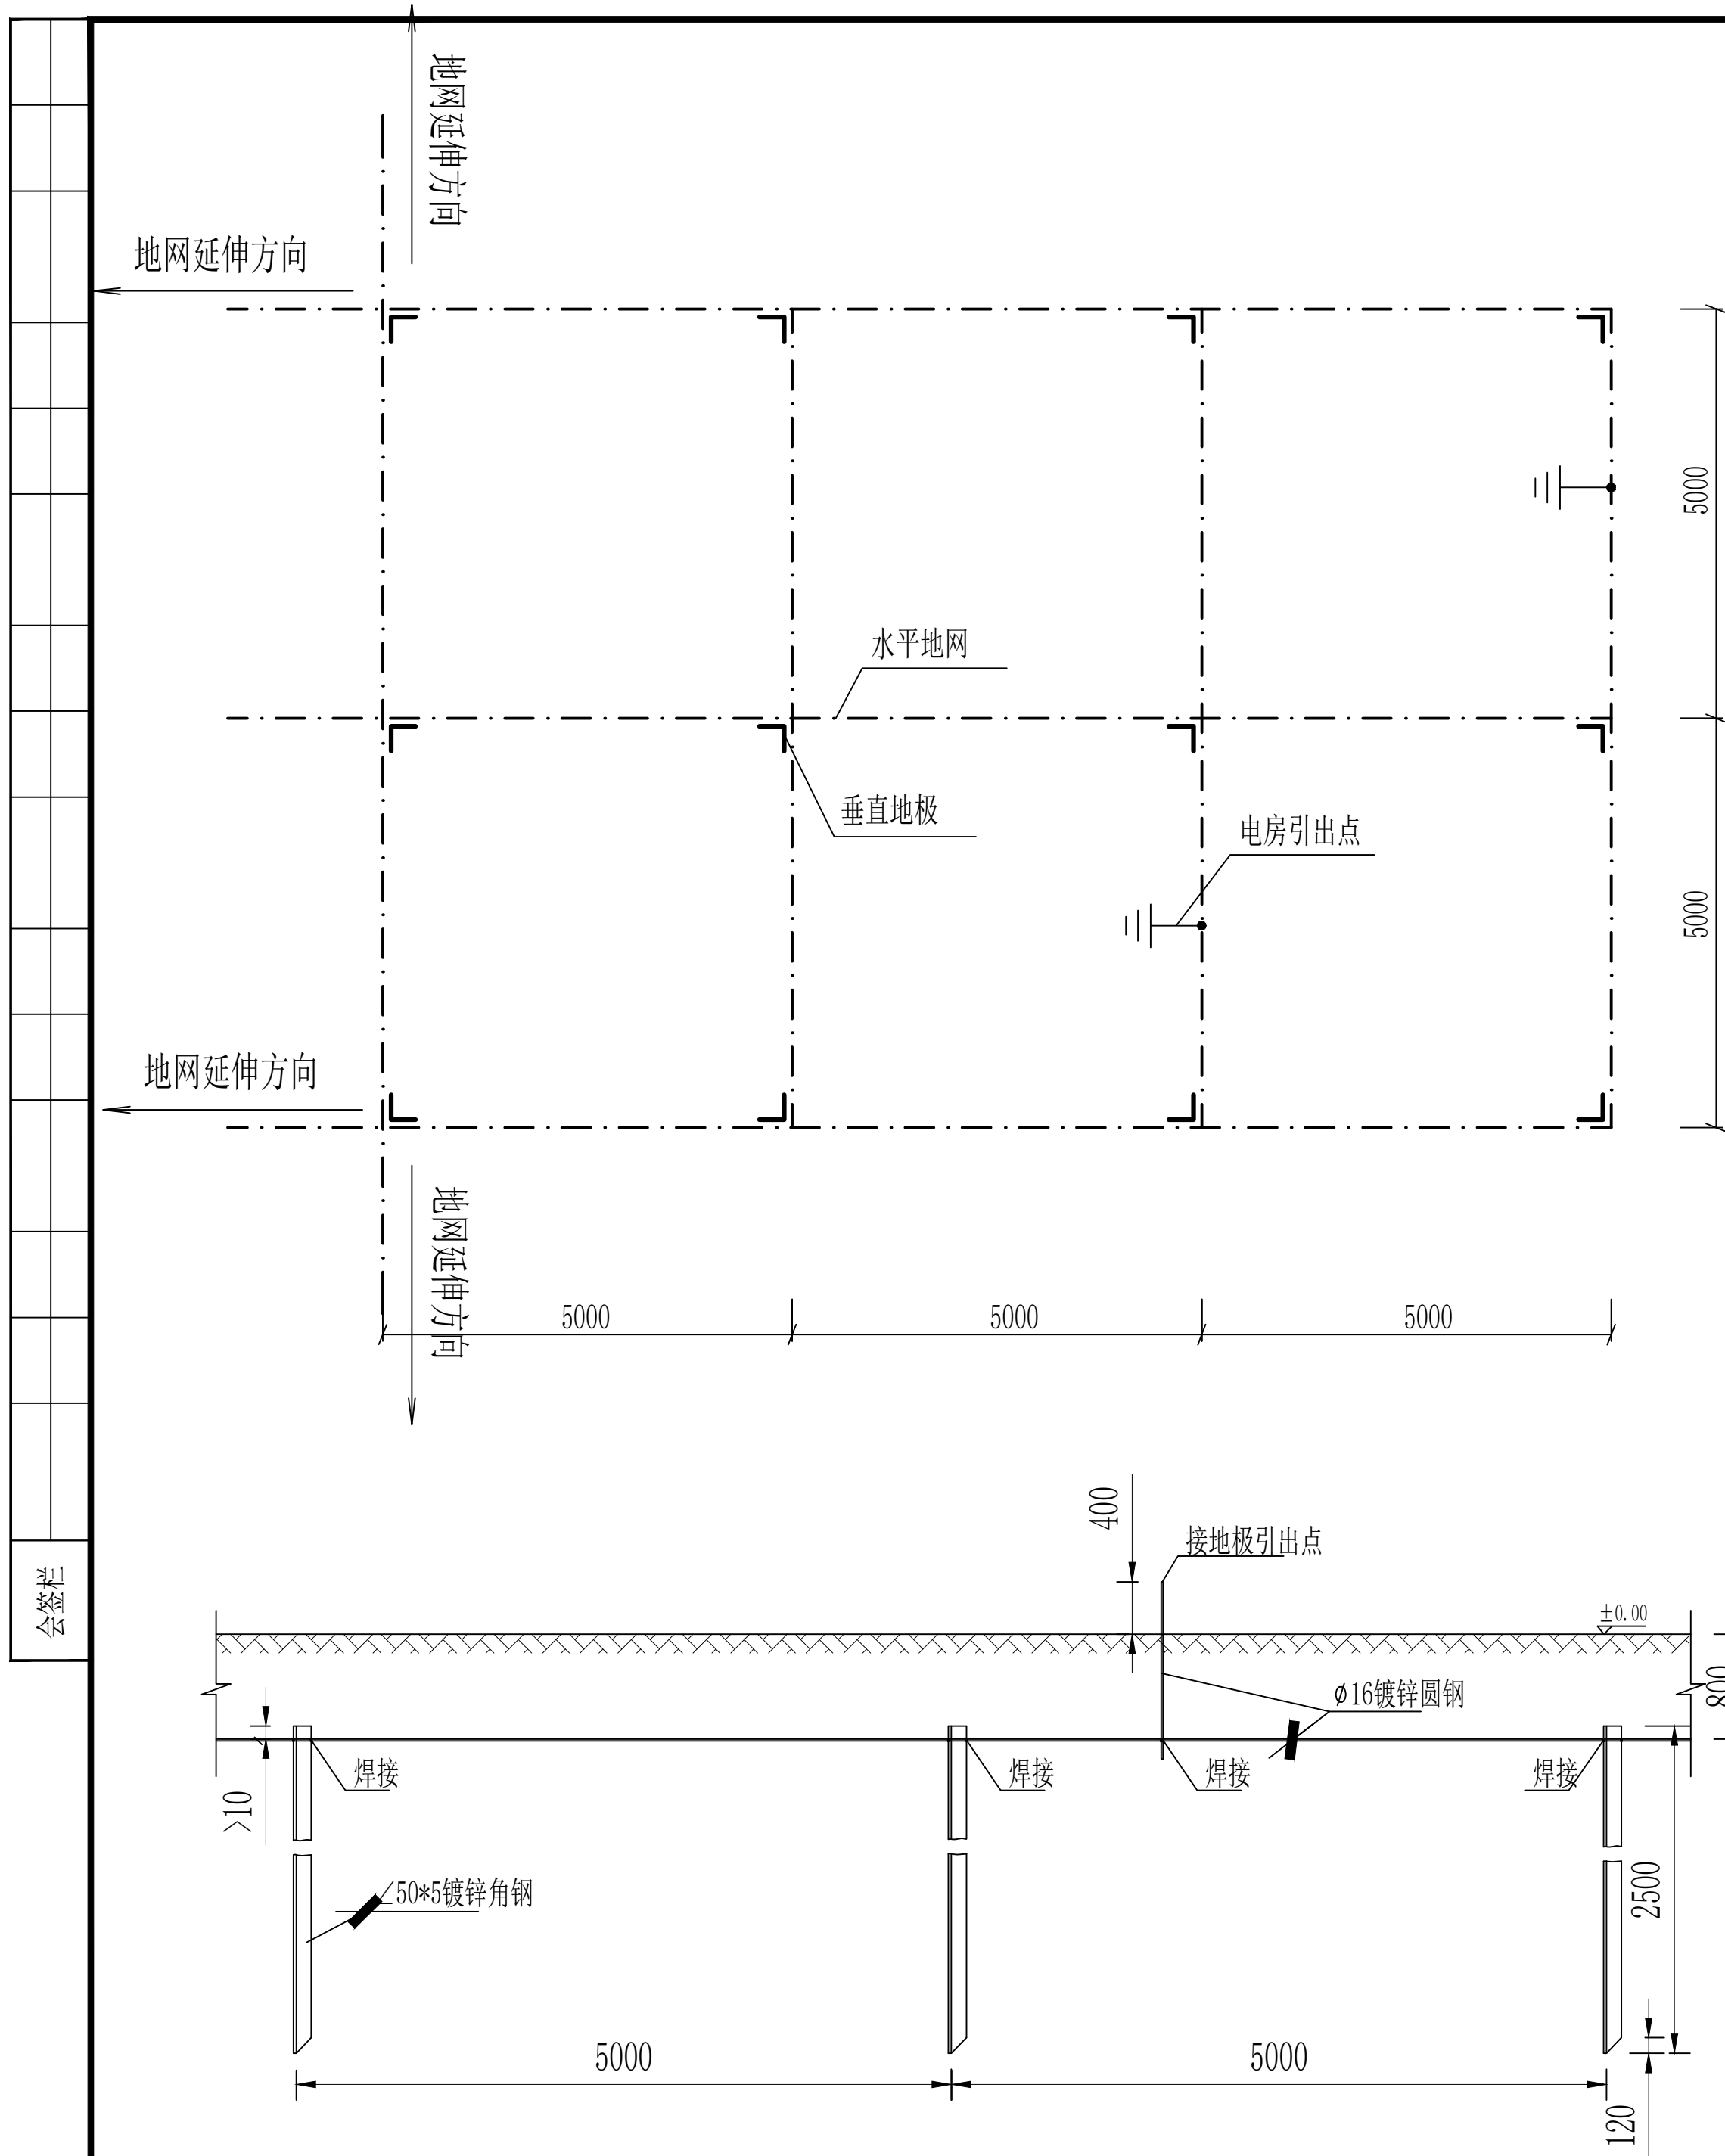 地网延伸方向
地网延伸方向
5000
水平地网
垂直地极
电房引出点
5000
地网延伸方向
地网延伸方向
5000
5000
5000
400
接地极引出点
会签栏
±0.00
800
ϕ16镀锌圆钢
焊接
焊接
焊接
焊接
>10
50*5镀锌角钢
2500
5000
5000
120